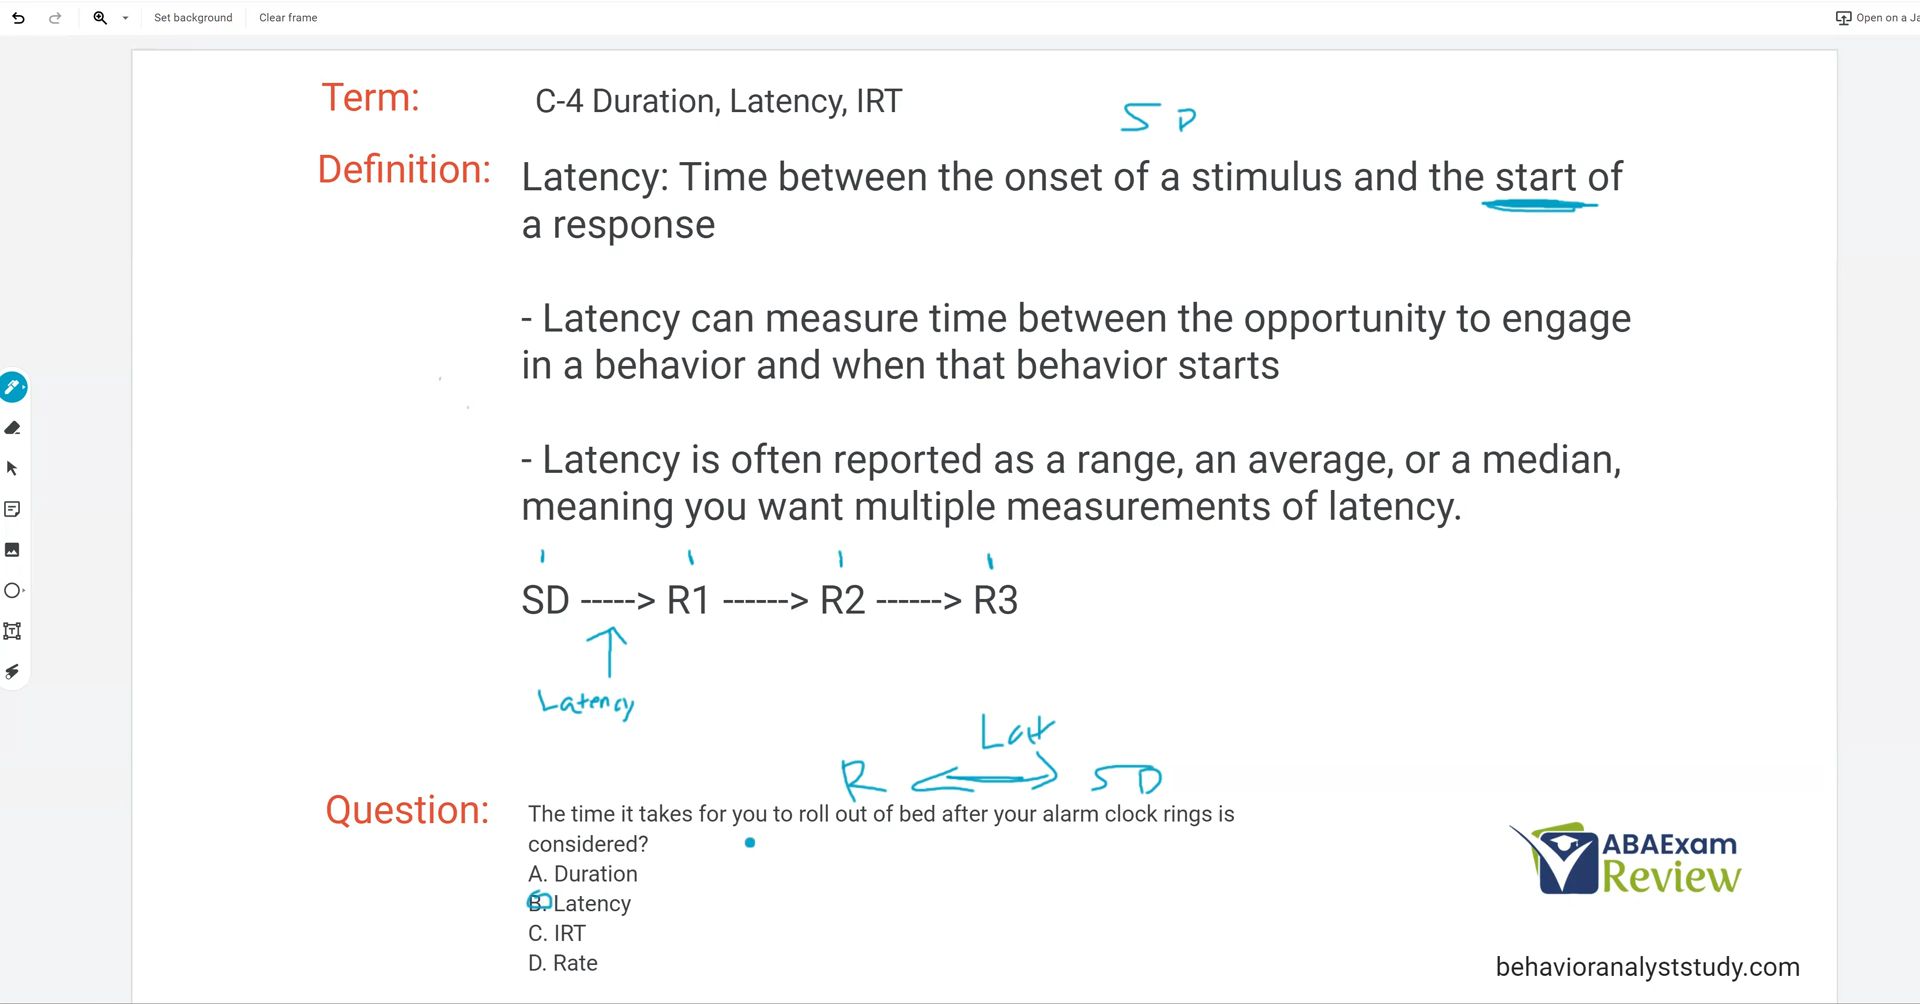 Set background
Clear frame
Open on a Ja
Term:
C-4 Duration, Latency, IRT
SD
Definition:
Latency: Time between the onset of a stimulus and the start of
a response
- Latency can measure time between the opportunity to engage
in a behavior and when that behavior starts
- Latency is often reported as a range, an average, or a median,
meaning you want multiple measurements of latency.
SD -----> R1 ------> R2 ------> R3
Latency
Lat
R SD
Question:
The time it takes for you to roll out of bed after your alarm clock rings is
considered?
A. Duration
B. Latency
C. IRT
D. Rate
ABAExam
Review
behavioranalyststudy.com